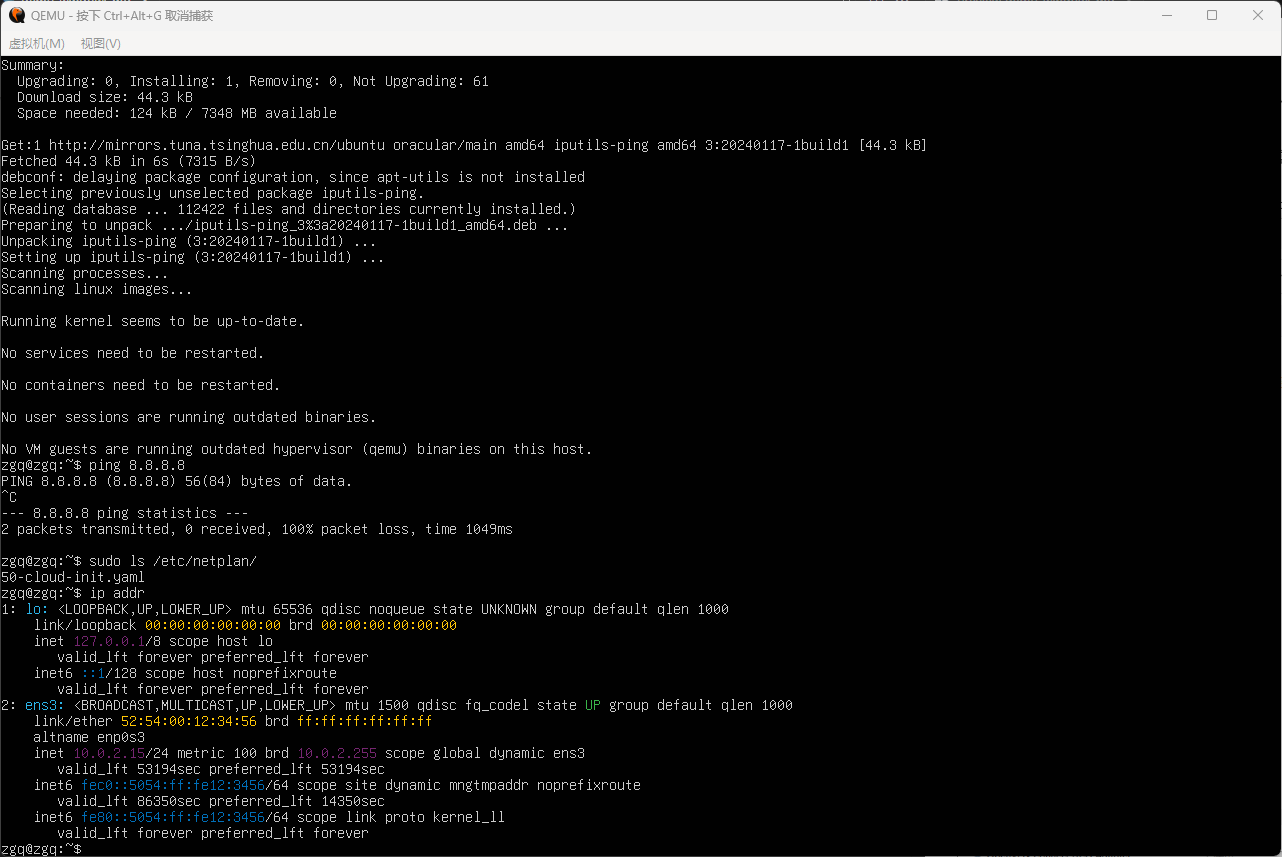 QEMU - 按下 Ctrl+Alt+G 取消捕获
虚拟机(M) 视图(V)
Summary:
  Upgrading: 0, Installing: 1, Removing: 0, Not Upgrading: 61
  Download size: 44.3 kB
  Space needed: 124 kB / 7348 MB available
Get:1 http://mirrors.tuna.tsinghua.edu.cn/ubuntu oracular/main amd64 iputils-ping amd64 3:20240117-1build1 [44.3 kB]
Fetched 44.3 kB in 6s (7315 B/s)
debconf: delaying package configuration, since apt-utils is not installed
Selecting previously unselected package iputils-ping.
(Reading database ... 112422 files and directories currently installed.)
Preparing to unpack .../iputils-ping_3%3a20240117-1build1_amd64.deb ...
Unpacking iputils-ping (3:20240117-1build1) ...
Setting up iputils-ping (3:20240117-1build1) ...
Scanning processes...
Scanning linux images...
Running kernel seems to be up-to-date.
No services need to be restarted.
No containers need to be restarted.
No user sessions are running outdated binaries.
No VM guests are running outdated hypervisor (qemu) binaries on this host.
zgq@zgq:~$ ping 8.8.8.8
PING 8.8.8.8 (8.8.8.8) 56(84) bytes of data.
^C
--- 8.8.8.8 ping statistics ---
2 packets transmitted, 0 received, 100% packet loss, time 1049ms
zgq@zgq:~$ sudo ls /etc/netplan/
50-cloud-init.yaml
zgq@zgq:~$ ip addr
1: lo: <LOOPBACK,UP,LOWER_UP> mtu 65536 qdisc noqueue state UNKNOWN group default qlen 1000
    link/loopback 00:00:00:00:00:00 brd 00:00:00:00:00:00
    inet 127.0.0.1/8 scope host lo
       valid_lft forever preferred_lft forever
    inet6 ::1/128 scope host noprefixroute
       valid_lft forever preferred_lft forever
2: ens3: <BROADCAST,MULTICAST,UP,LOWER_UP> mtu 1500 qdisc fq_codel state UP group default qlen 1000
    link/ether 52:54:00:12:34:56 brd ff:ff:ff:ff:ff:ff
    altname enp0s3
    inet 10.0.2.15/24 metric 100 brd 10.0.2.255 scope global dynamic ens3
       valid_lft 53194sec preferred_lft 53194sec
    inet6 fec0::5054:ff:fe12:3456/64 scope site dynamic mngtmpaddr noprefixroute
       valid_lft 86350sec preferred_lft 14350sec
    inet6 fe80::5054:ff:fe12:3456/64 scope link proto kernel_ll
       valid_lft forever preferred_lft forever
zgq@zgq:~$